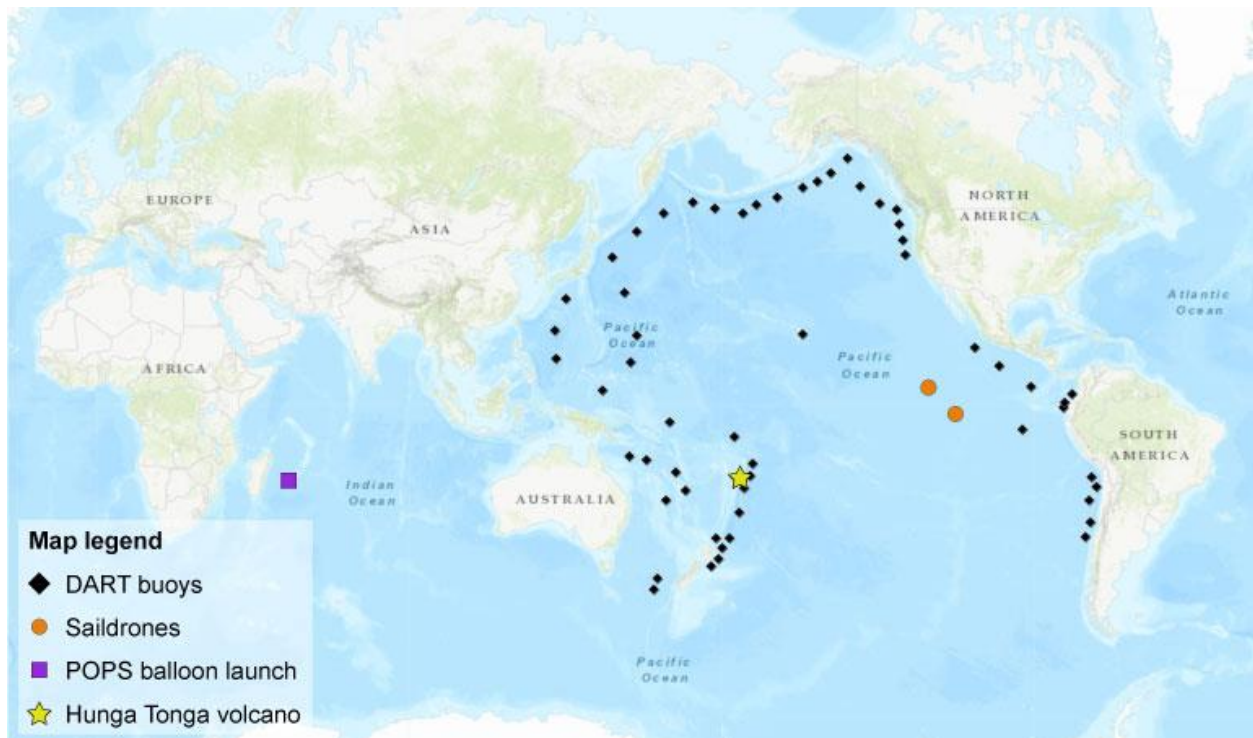 EUROPE
ASIA
NORTH
AMERICA
Atlantic
Ocean
Pacific
Ocean
Pacific
Ocean
AFRICA
SOUTH
AMERICA
Indian
Ocean
AUSTRALIA
Pacific
Ocean
Map legend
DART buoys
Saildrones
POPS balloon launch
Hunga Tonga volcano